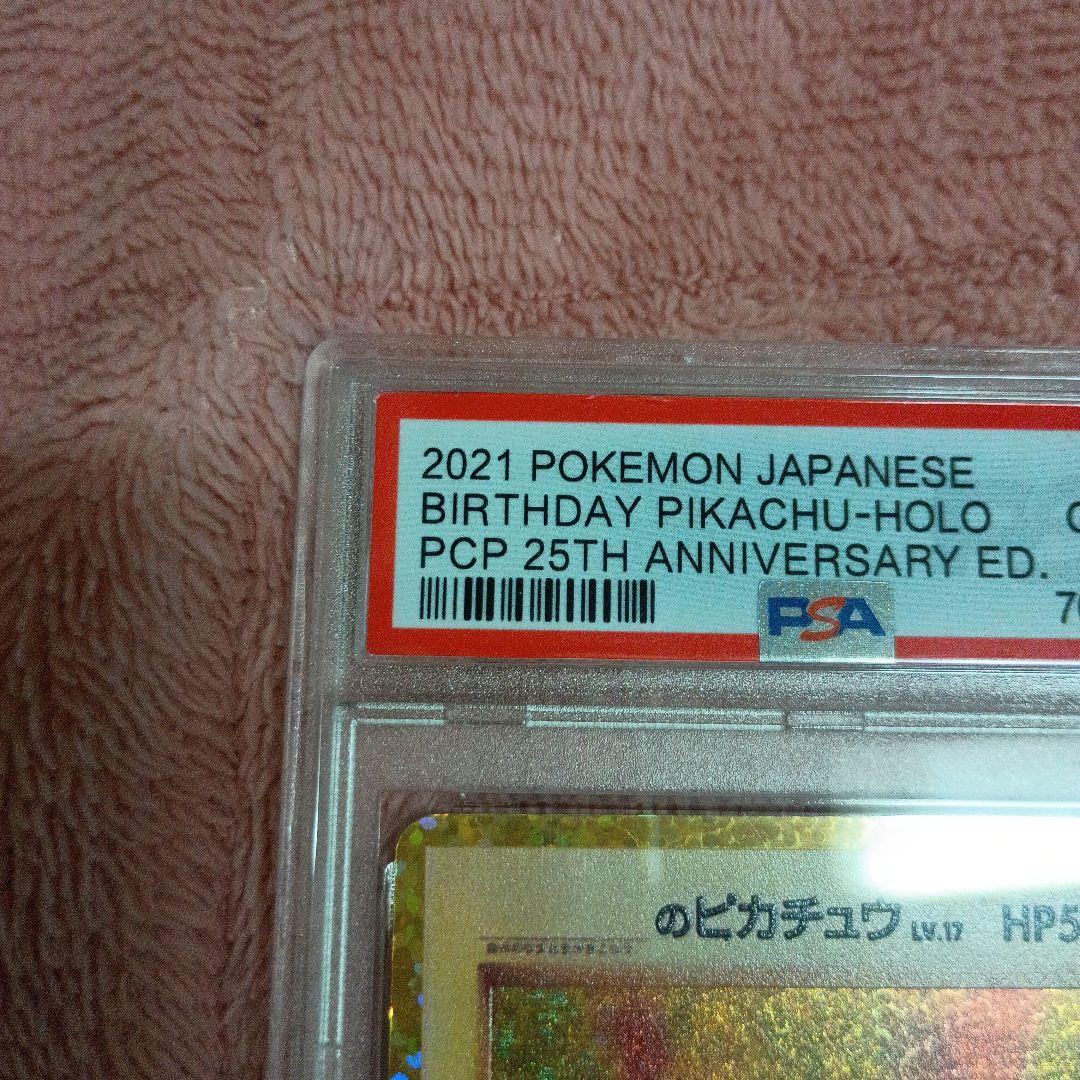 2021 POKEMON JAPANESE
BIRTHDAY PIKACHU-HOLO
PCP 25TH ANNIVERSARY ED.
PSA
のピカチュウ LV.17 HP5